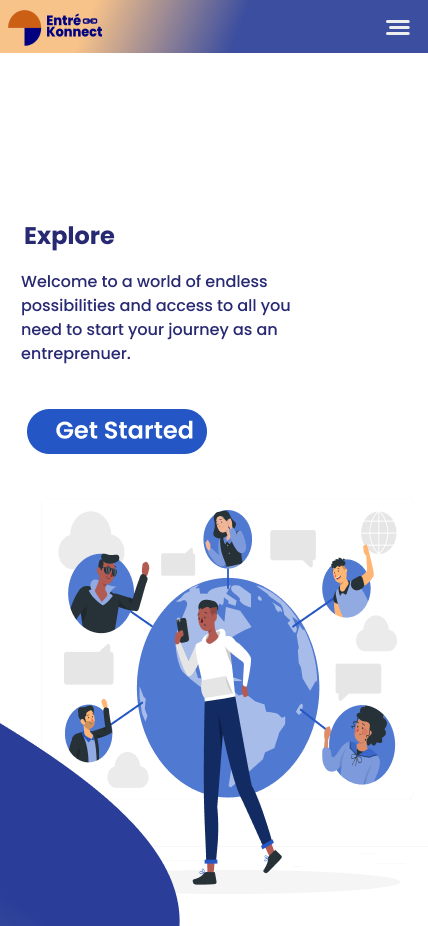 Entré
Konnect
Explore
Welcome to a world of endless
possibilities and access to all you
need to start your journey as an
entreprenuer.
Get Started